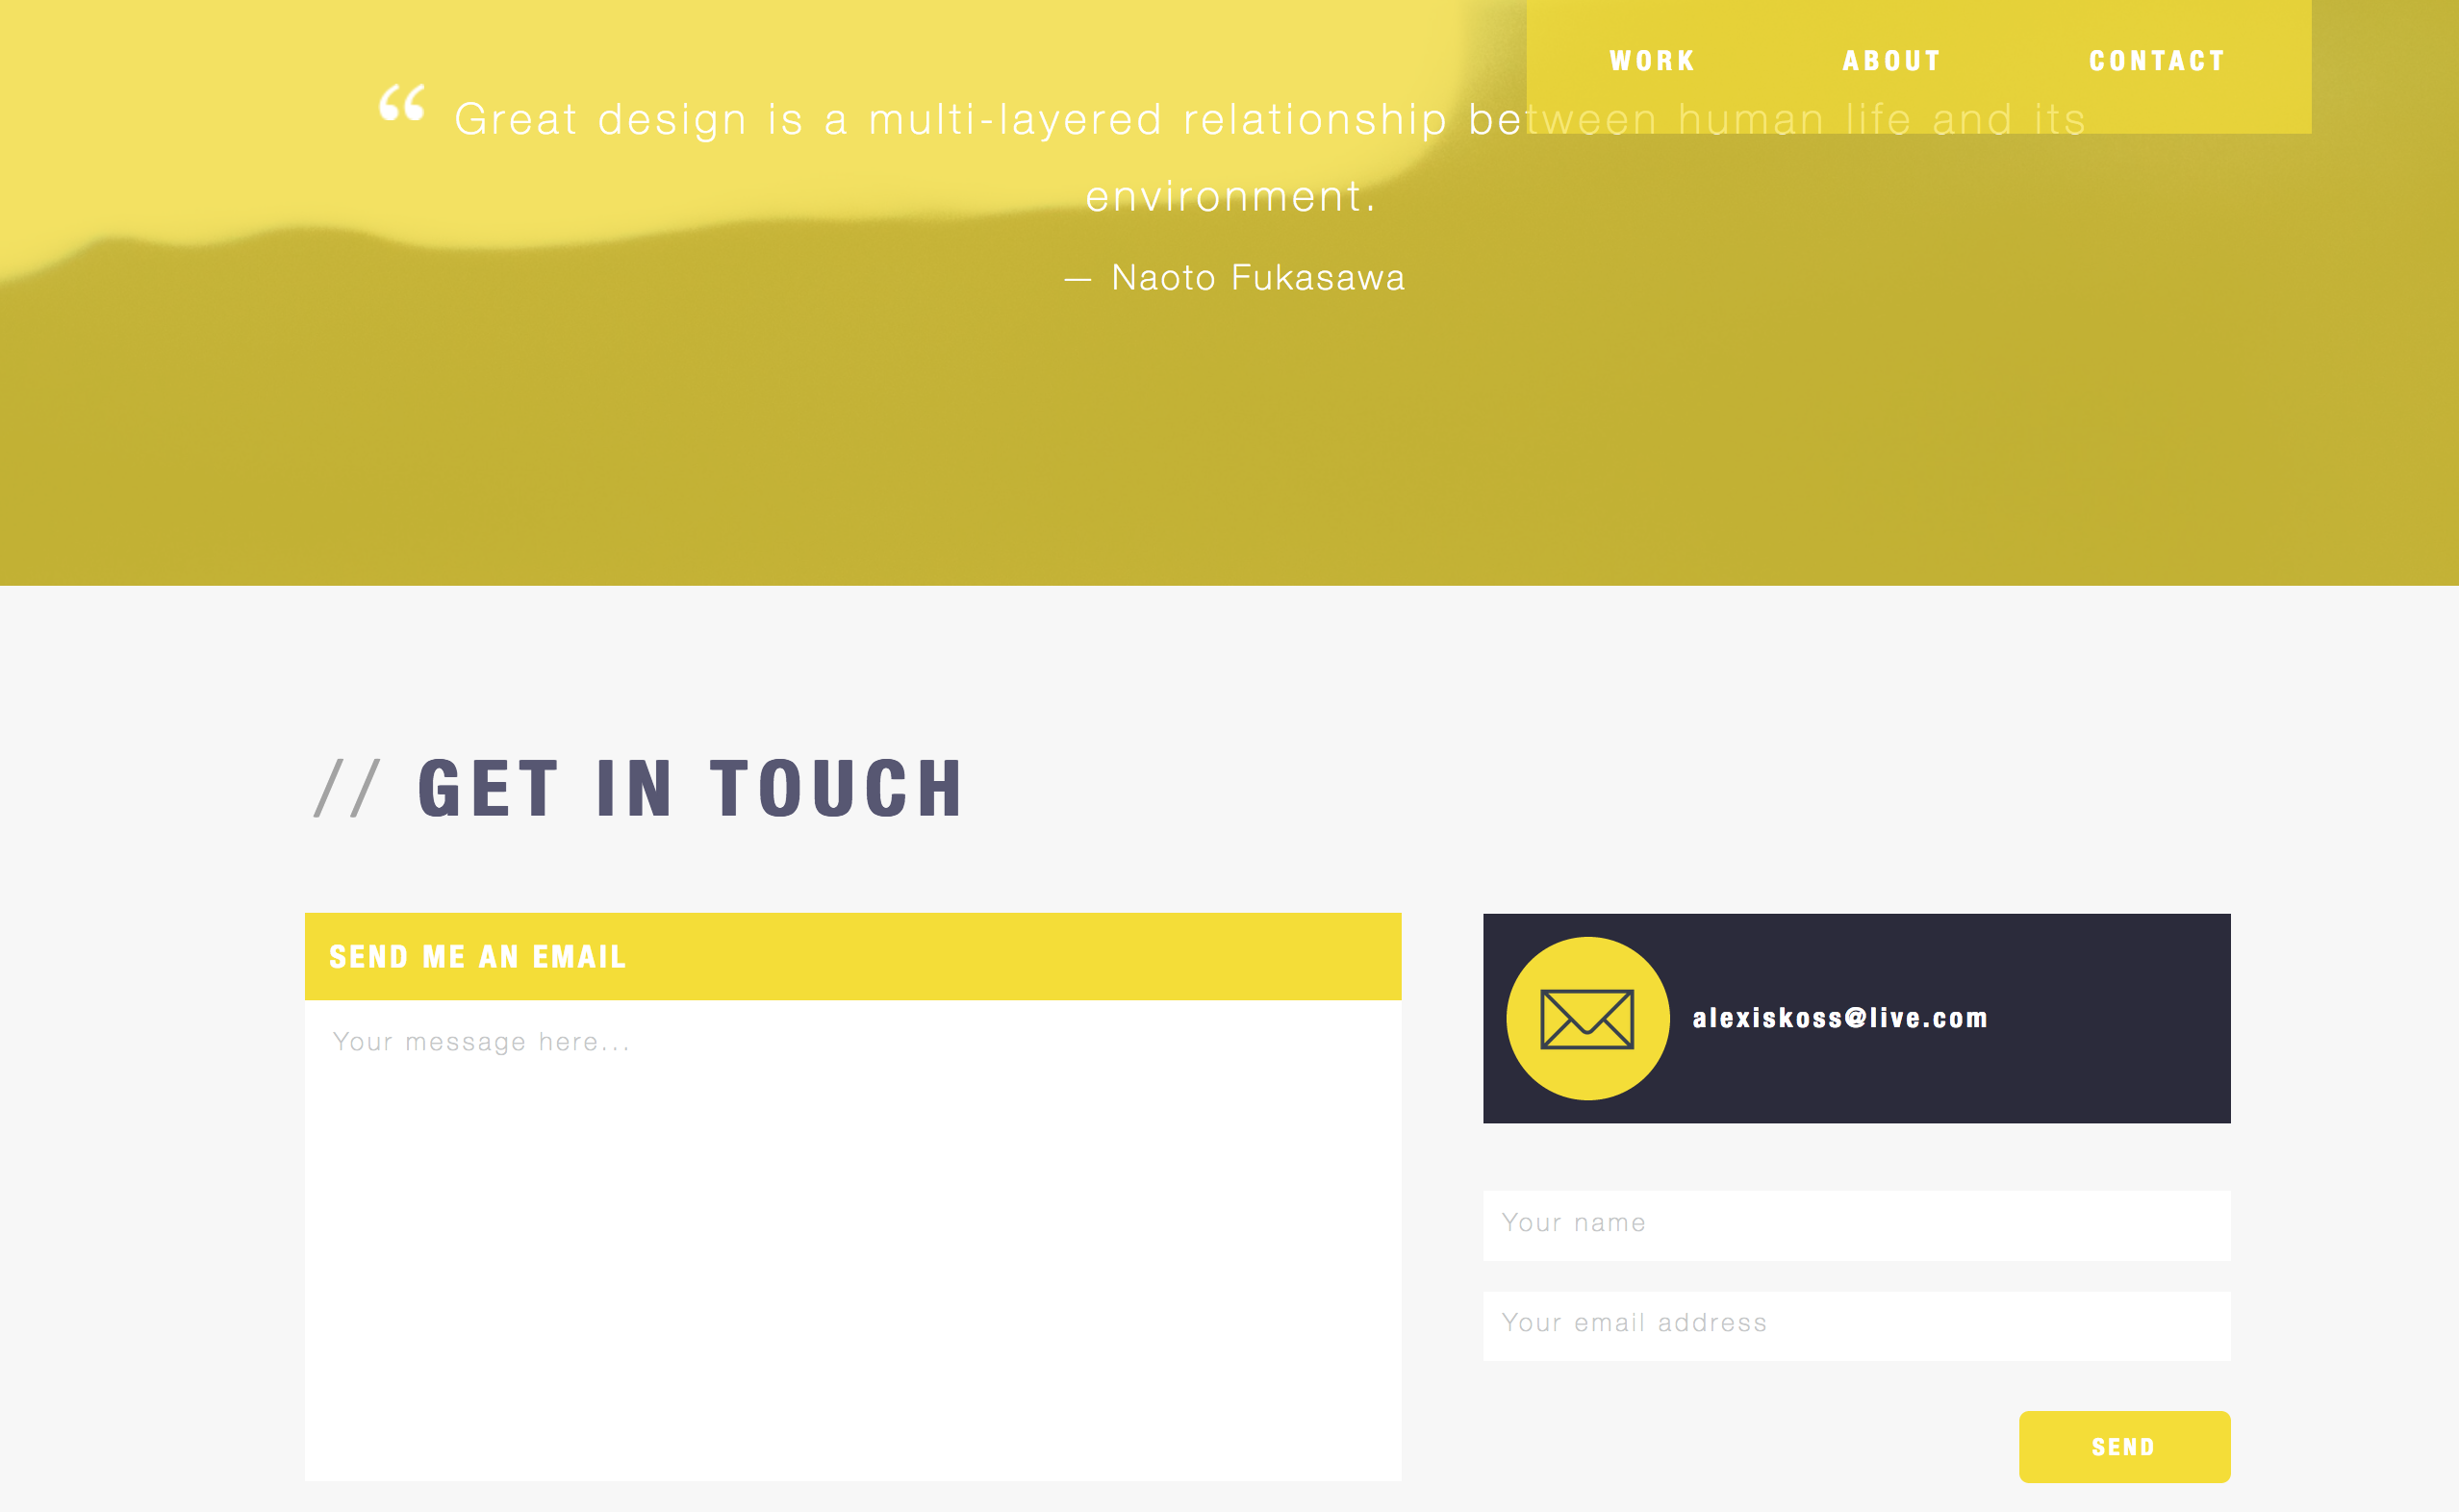 WORK ABOUT CONTACT
“ Great design is a multi-layered relationship between human life and its
environment.
— Naoto Fukasawa
// GET IN TOUCH
SEND ME AN EMAIL
Your message here...
alexiskoss@live.com
Your name
Your email address
SEND